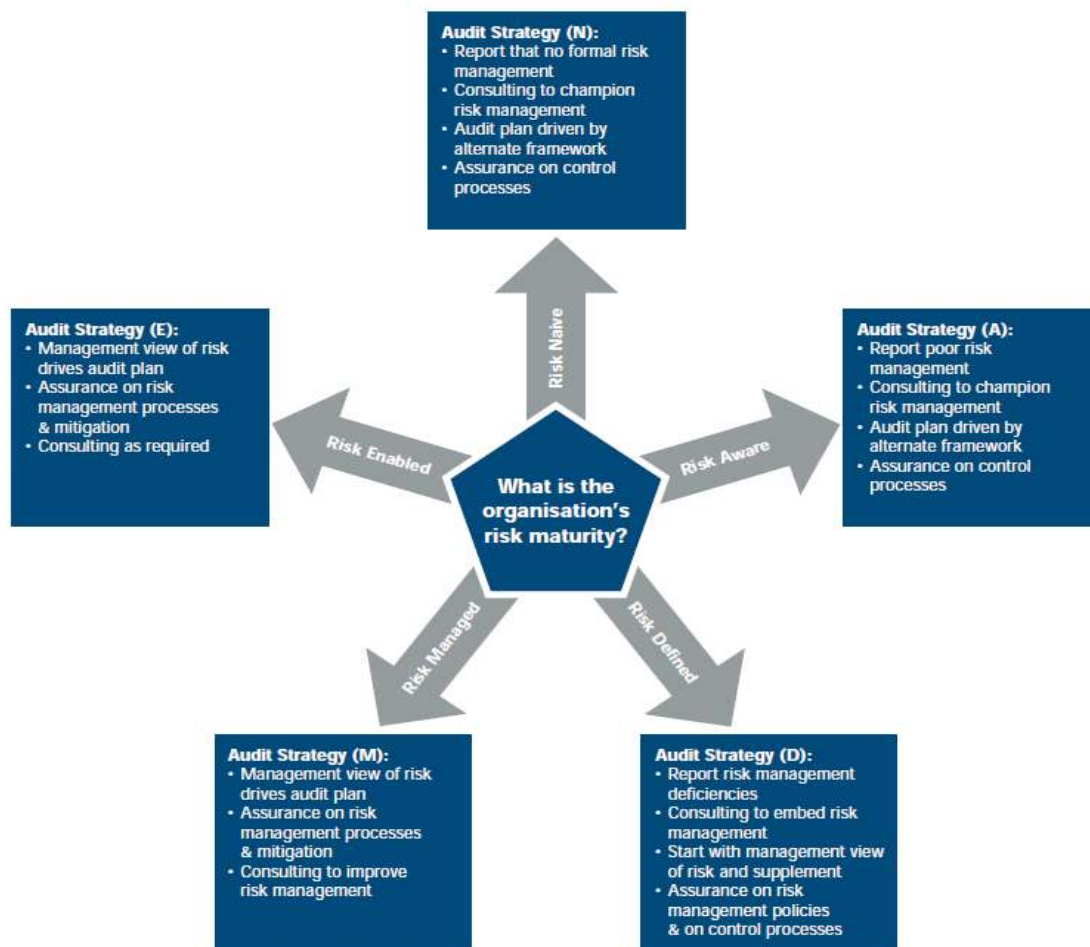 Audit Strategy (N):
• Report that no formal risk
management
• Consulting to champion
risk management
• Audit plan driven by
alternate framework
• Assurance on control
processes
Risk Naive
Audit Strategy (E):
• Management view of risk
drives audit plan
• Assurance on risk
management processes
& mitigation
• Consulting as required
Risk Enabled
Audit Strategy (A):
• Report poor risk
management
• Consulting to champion
risk management
• Audit plan driven by
alternate framework
• Assurance on control
processes
Risk Aware
What is the
organisation's
risk maturity?
Risk Managed
Risk Defined
Audit Strategy (M):
• Management view of risk
drives audit plan
• Assurance on risk
management processes
& mitigation
• Consulting to improve
risk management
Audit Strategy (D):
• Report risk management
deficiencies
• Consulting to embed risk
management
• Start with management view
of risk and supplement
• Assurance on risk
management policies
& on control processes